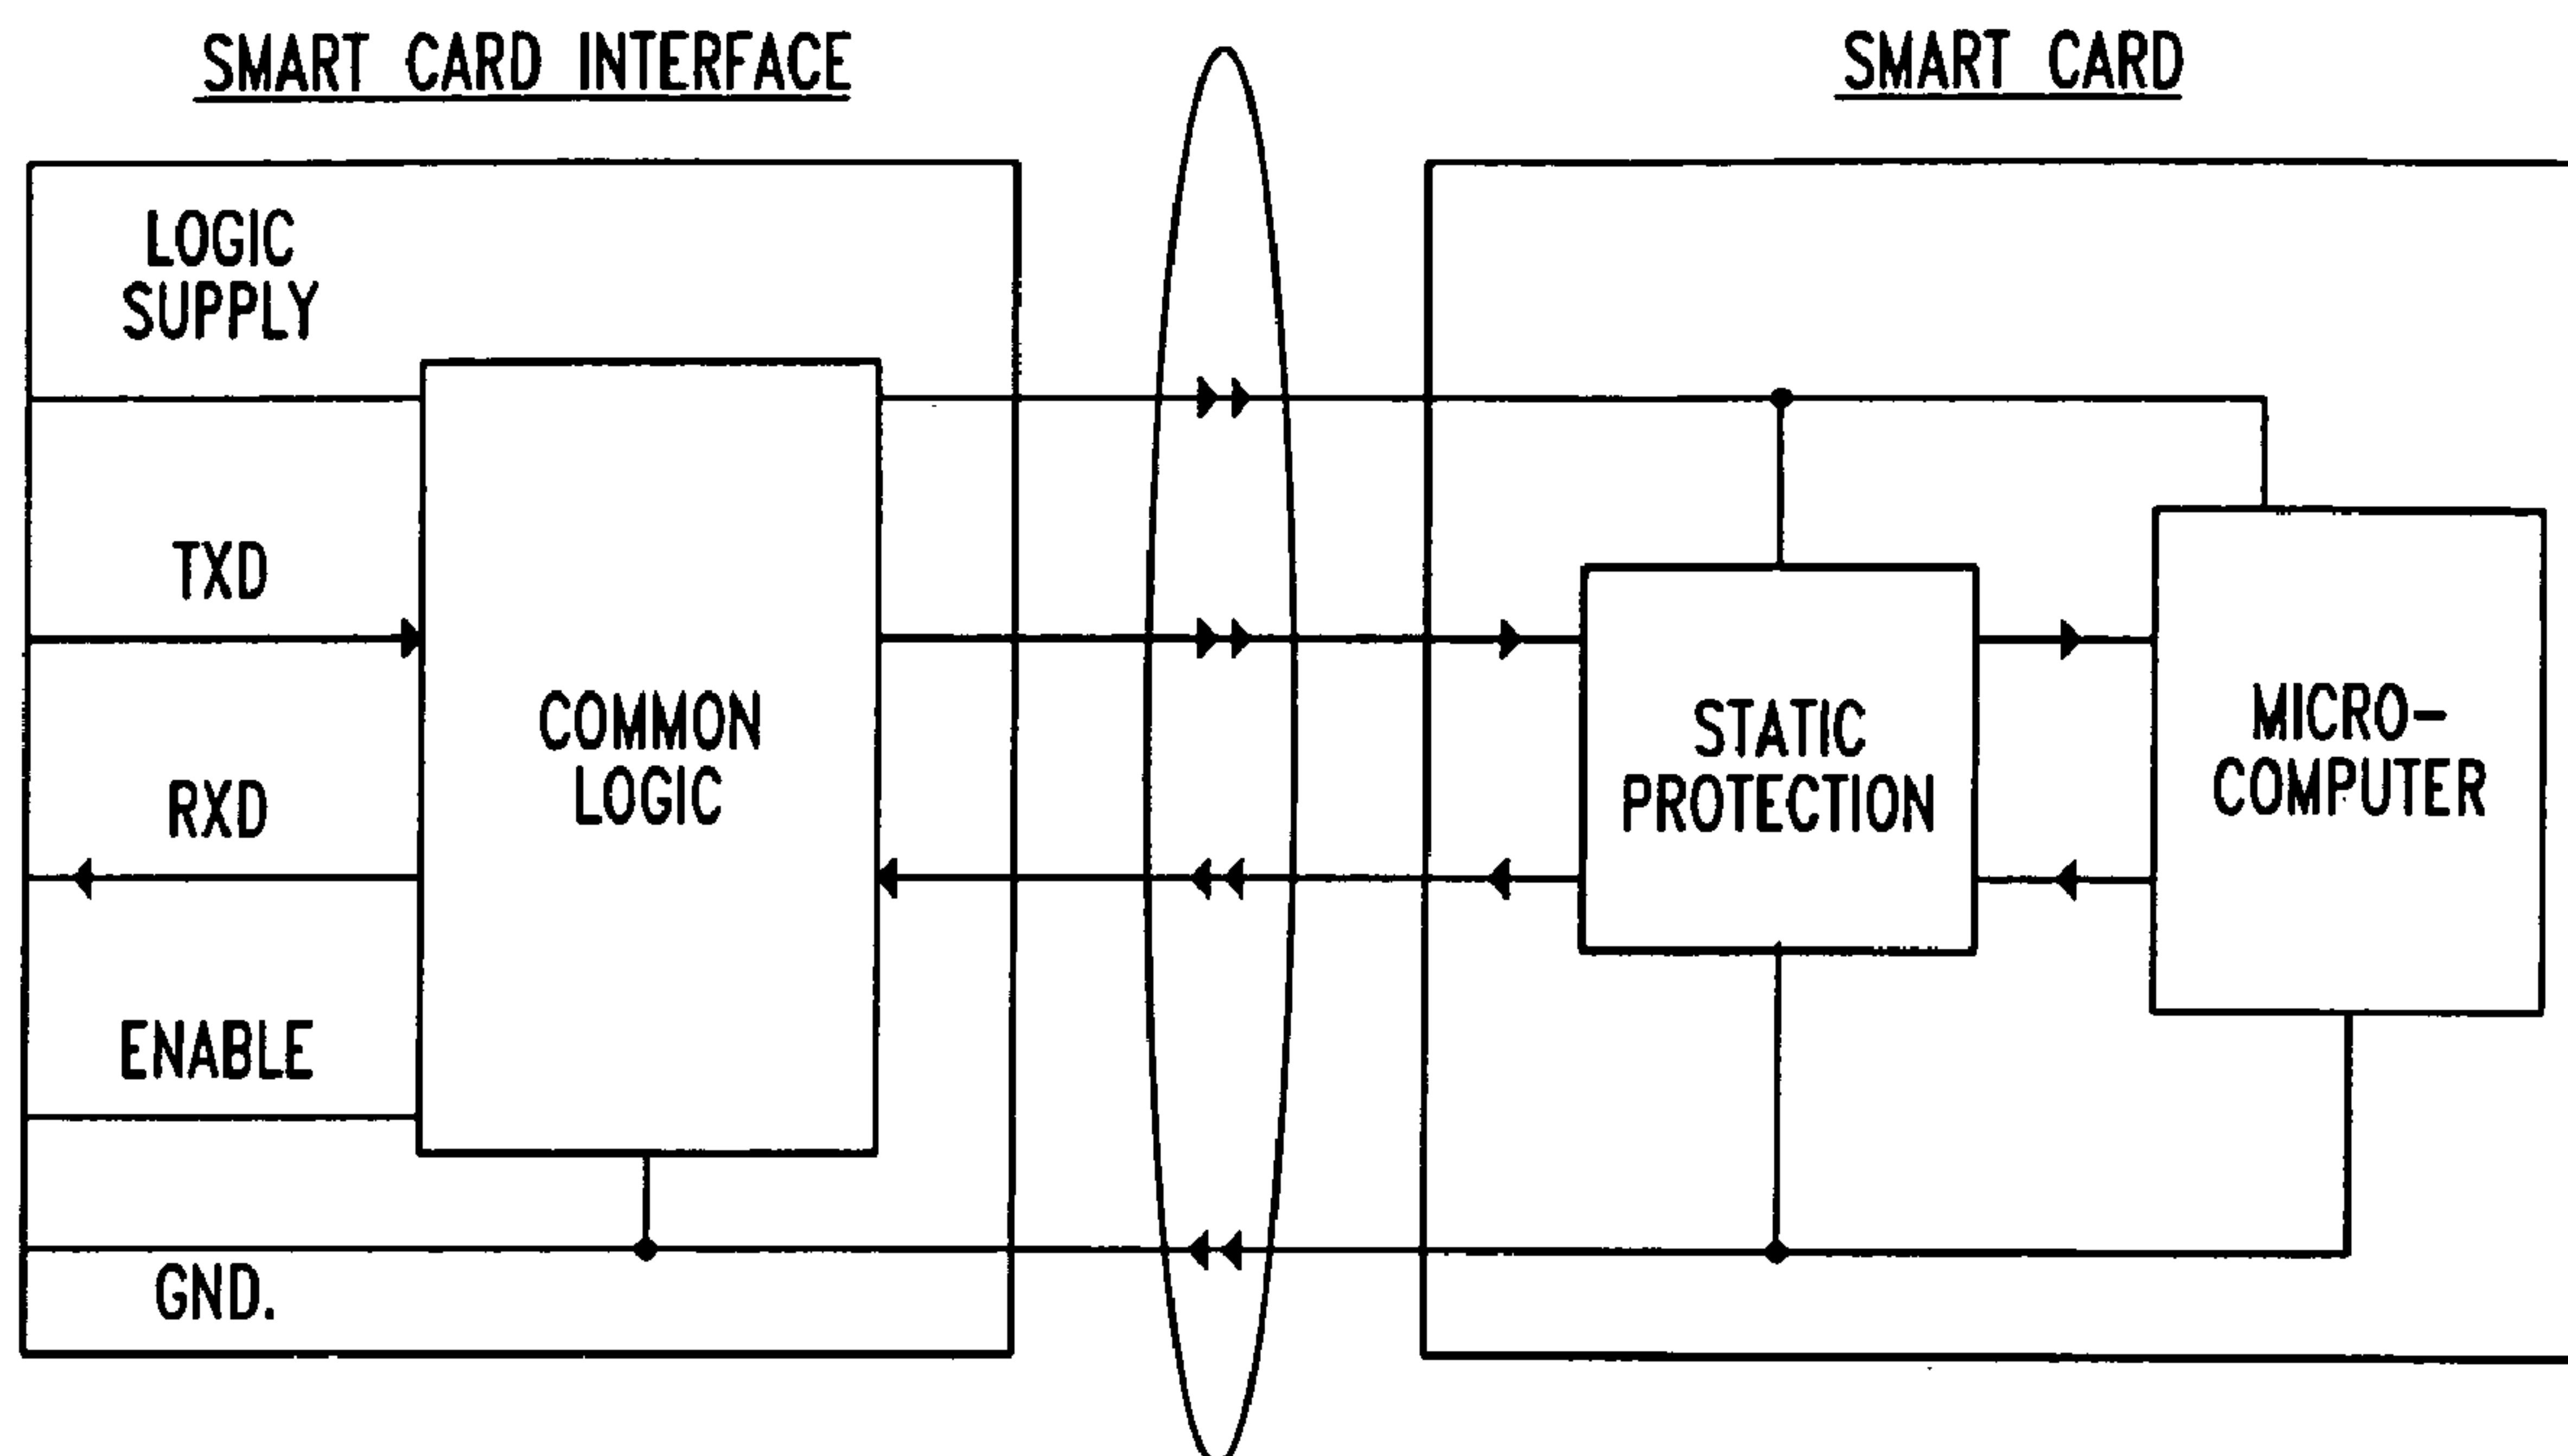 SMART CARD INTERFACE
SMART CARD
LOGIC
SUPPLY
TXD
RXD
ENABLE
GND.
COMMON
LOGIC
STATIC
PROTECTION
MICRO-
COMPUTER